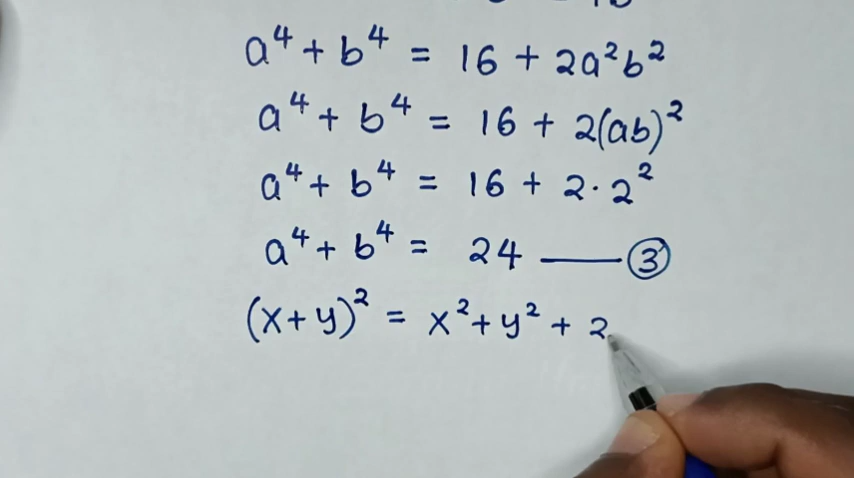 a⁴ + b⁴ = 16 + 2a²b²
a⁴ + b⁴ = 16 + 2(ab)²
a⁴ + b⁴ = 16 + 2 · 2²
a⁴ + b⁴ = 24 —— ③
(x+y)² = x² + y² + 2